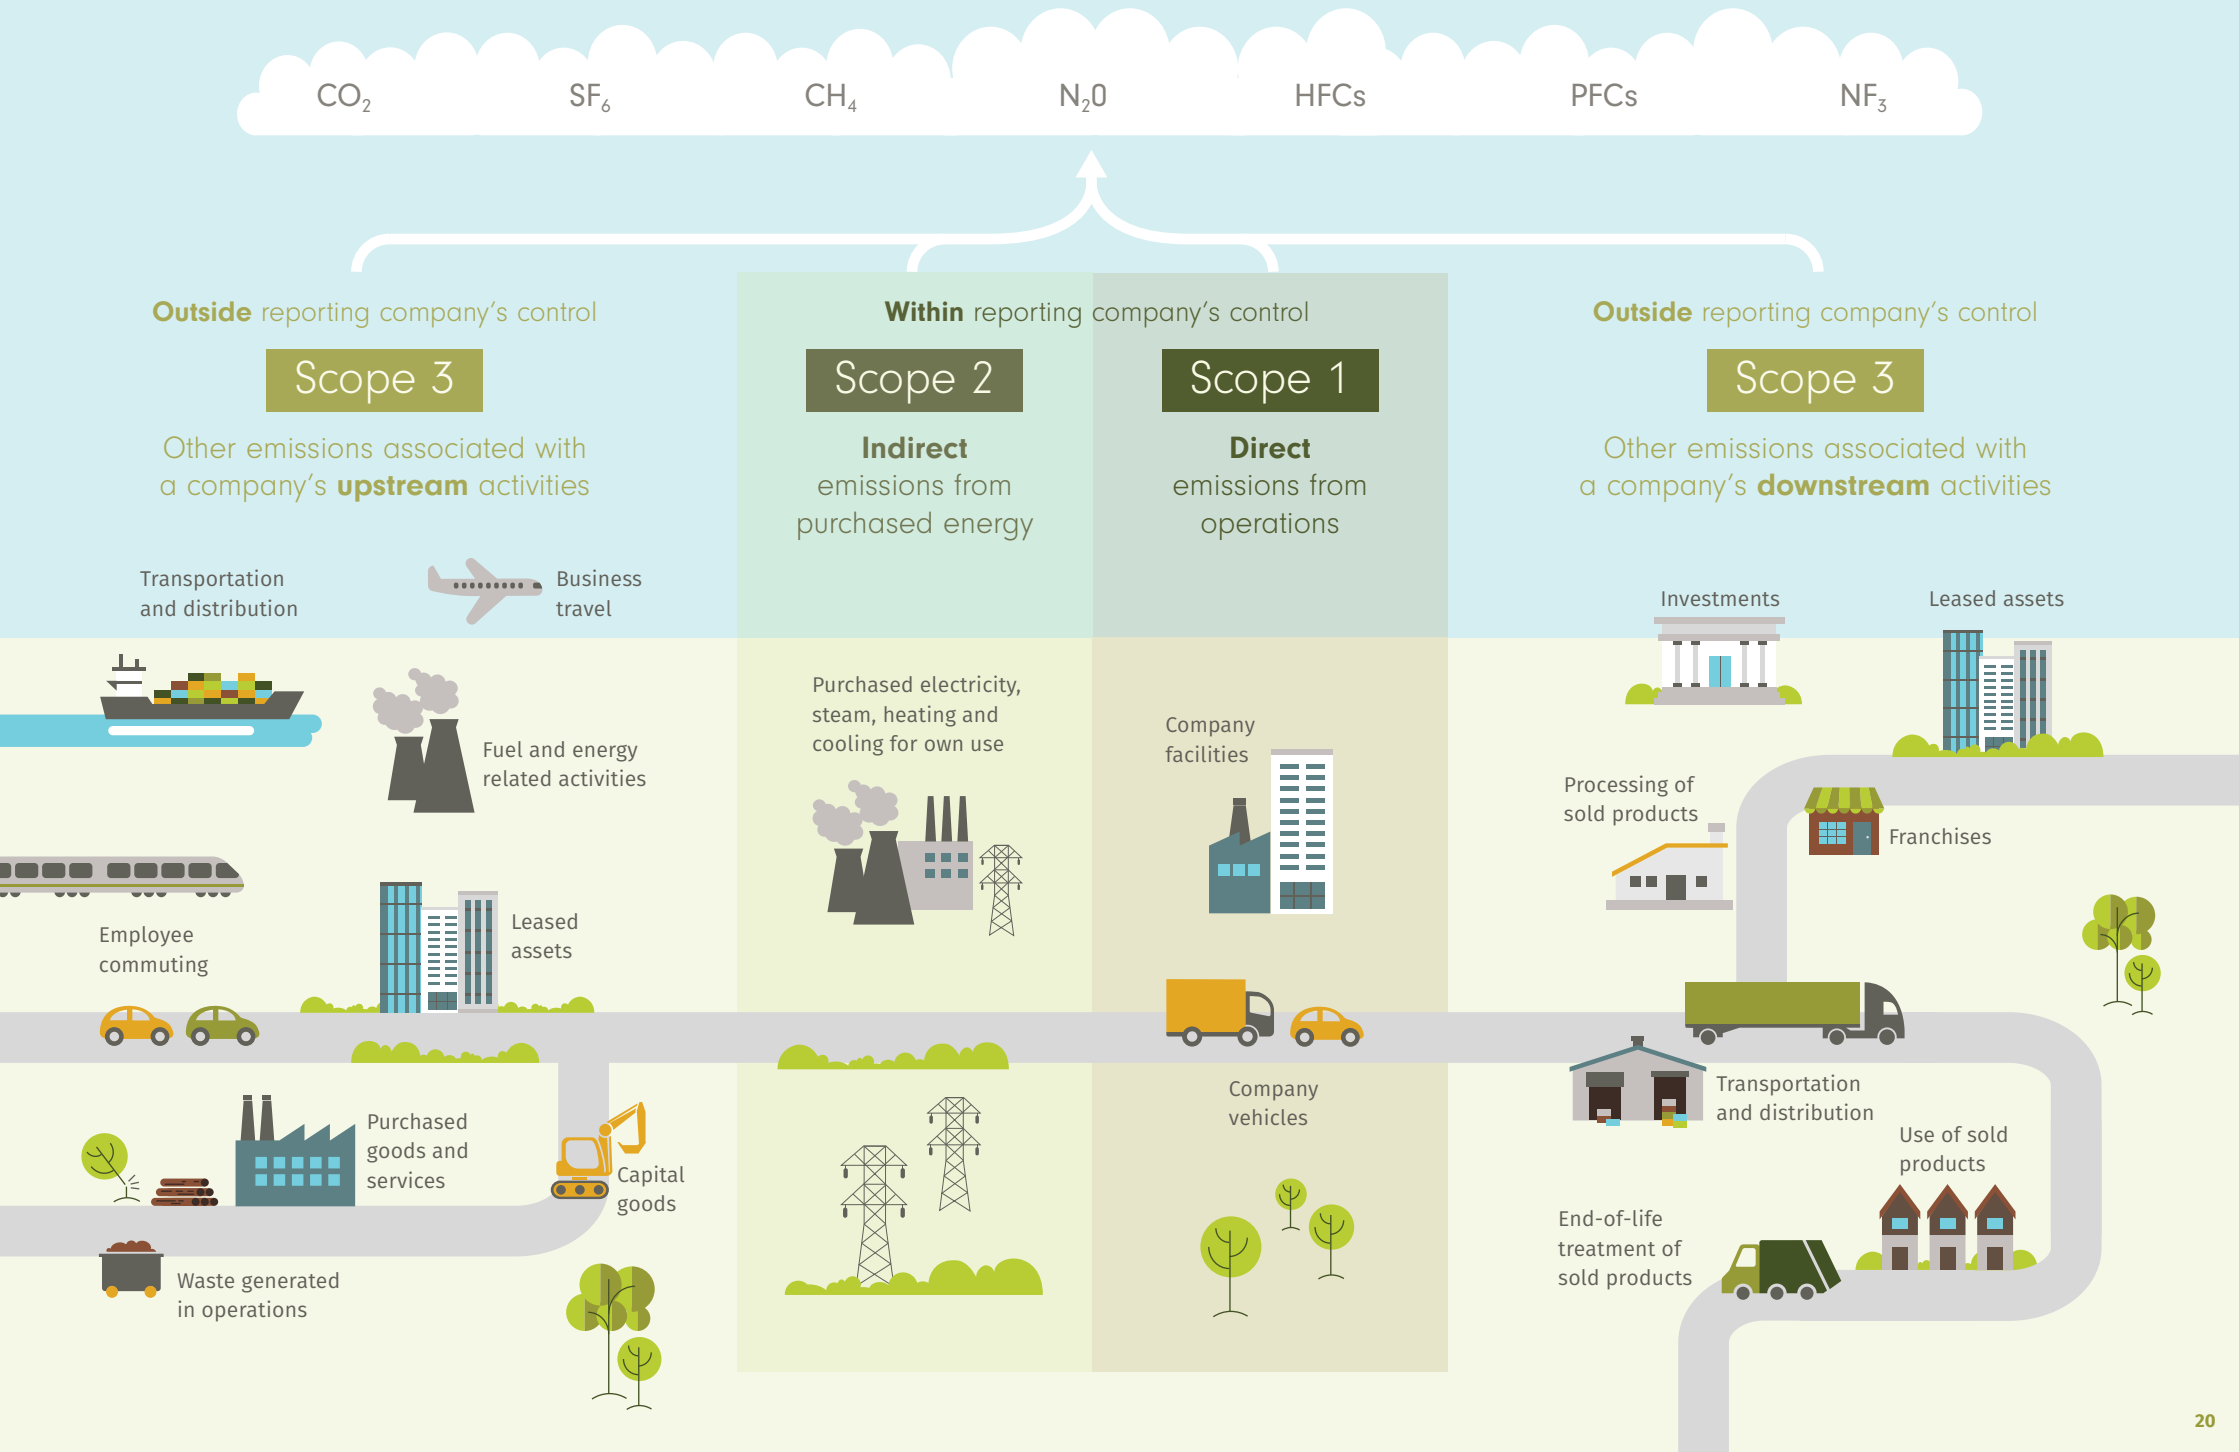 CO₂ SF₆ CH₄ N₂0 HFCs PFCs NF₃
Outside reporting company's control
Scope 3
Other emissions associated with
a company's upstream activities
Transportation
and distribution
Business
travel
Fuel and energy
related activities
Employee
commuting
Leased
assets
Purchased
goods and
services
Capital
goods
Waste generated
in operations
Within reporting company's control
Scope 2
Indirect
emissions from
purchased energy
Purchased electricity,
steam, heating and
cooling for own use
Scope 1
Direct
emissions from
operations
Company
facilities
Company
vehicles
Outside reporting company's control
Scope 3
Other emissions associated with
a company's downstream activities
Investments
Leased assets
Processing of
sold products
Franchises
Transportation
and distribution
Use of sold
products
End-of-life
treatment of
sold products
20